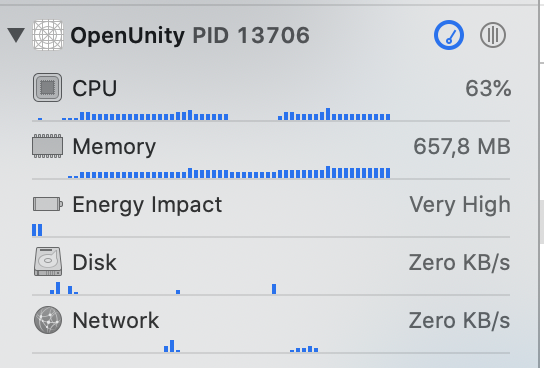 OpenUnity PID 13706
CPU 63%
Memory 657,8 MB
Energy Impact Very High
Disk Zero KB/s
Network Zero KB/s